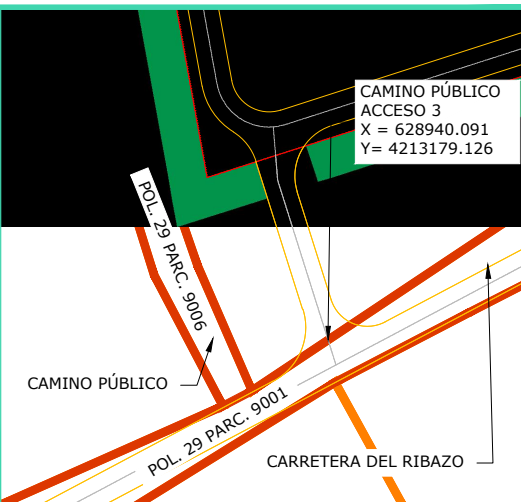 CAMINO PÚBLICO
ACCESO 3
X = 628940.091
Y= 4213179.126
POL. 29 PARC. 9006
CAMINO PÚBLICO
POL. 29 PARC. 9001
CARRETERA DEL RIBAZO